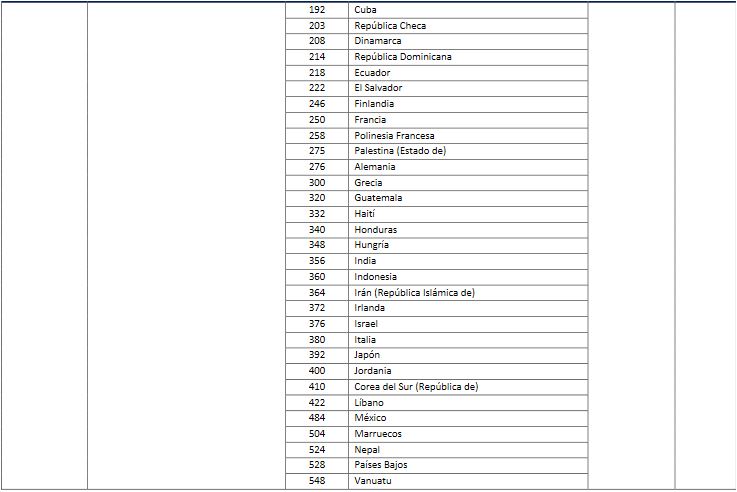 192 Cuba
203 República Checa
208 Dinamarca
214 República Dominicana
218 Ecuador
222 El Salvador
246 Finlandia
250 Francia
258 Polinesia Francesa
275 Palestina (Estado de)
276 Alemania
300 Grecia
320 Guatemala
332 Haití
340 Honduras
348 Hungría
356 India
360 Indonesia
364 Irán (República Islámica de)
372 Irlanda
376 Israel
380 Italia
392 Japón
400 Jordania
410 Corea del Sur (República de)
422 Líbano
484 México
504 Marruecos
524 Nepal
528 Países Bajos
548 Vanuatu